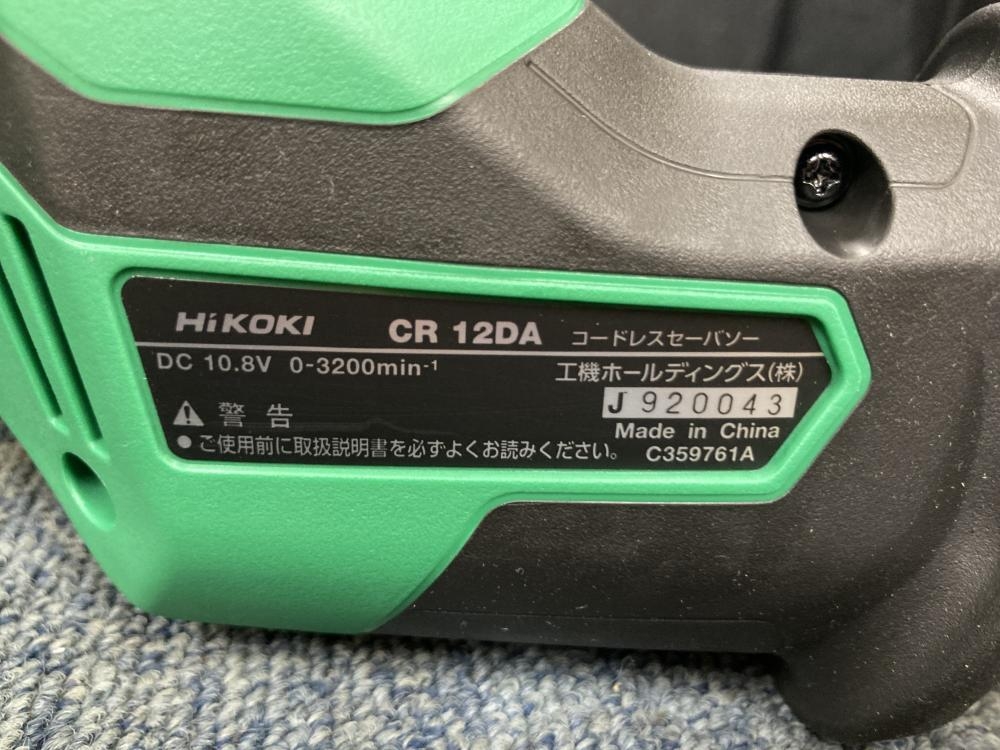 HiKOKI CR 12DA コードレスセーバソー
DC 10.8V 0-3200min⁻¹ 工機ホールディングス(株)
J 920043
⚠ 警告 Made in China
●ご使用前に取扱説明書を必ずよくお読みください。 C359761A